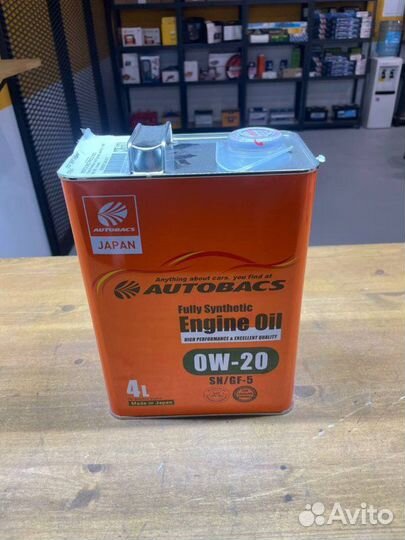 AUTOBACS
JAPAN
Anything about cars. you find at
AUTOBACS
Fully Synthetic
Engine Oil
HIGH PERFORMANCE & EXCELLENT QUALITY
0W-20
SN/GF-5
4L
Made in Japan
Avito